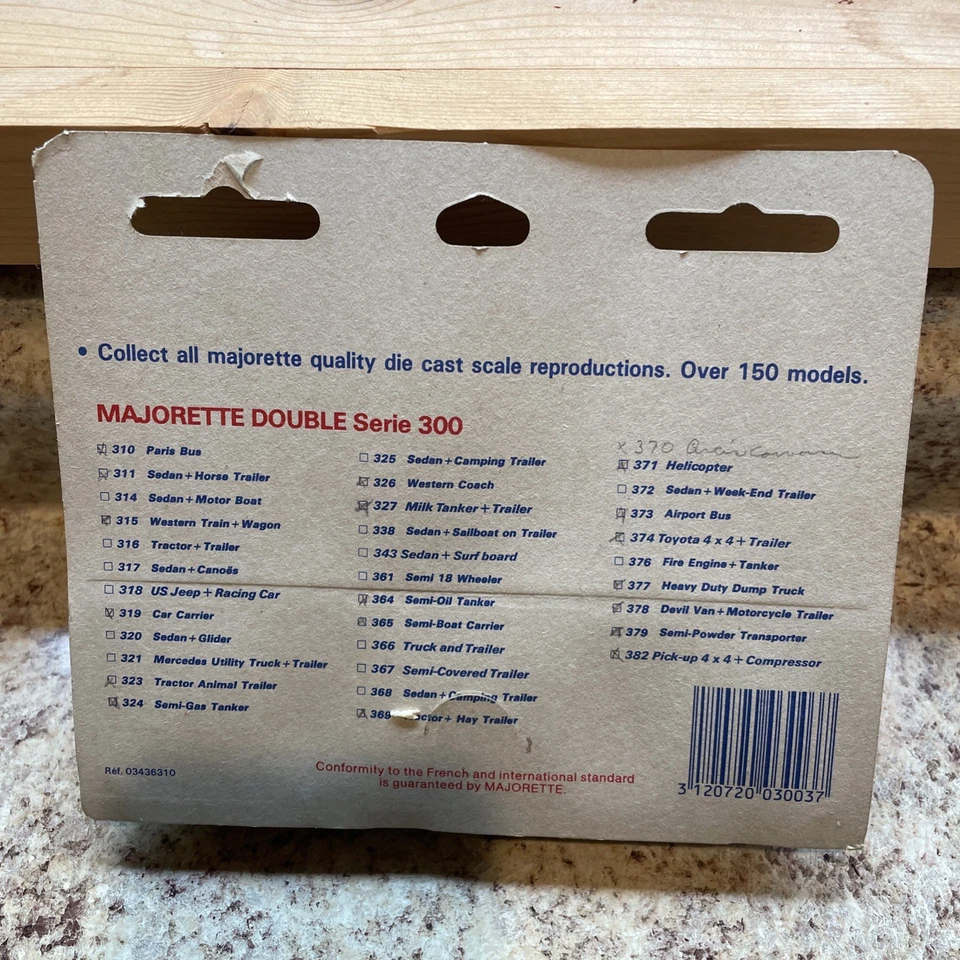 • Collect all majorette quality die cast scale reproductions. Over 150 models.
MAJORETTE DOUBLE Serie 300
310 Paris Bus
311 Sedan+Horse Trailer
314 Sedan+Motor Boat
315 Western Train+Wagon
316 Tractor+Trailer
317 Sedan+Canoës
318 US Jeep+Racing Car
319 Car Carrier
320 Sedan+Glider
321 Mercedes Utility Truck+Trailer
323 Tractor Animal Trailer
324 Semi-Gas Tanker
325 Sedan+Camping Trailer
326 Western Coach
327 Milk Tanker+Trailer
338 Sedan+Sailboat on Trailer
343 Sedan+Surf board
361 Semi 18 Wheeler
364 Semi-Oil Tanker
365 Semi-Boat Carrier
366 Truck and Trailer
367 Semi-Covered Trailer
368 Sedan+Camping Trailer
369 ctor+Hay Trailer
x 370
371 Helicopter
372 Sedan+Week-End Trailer
373 Airport Bus
374 Toyota 4 x 4+Trailer
376 Fire Engine+Tanker
377 Heavy Duty Dump Truck
378 Devil Van+Motorcycle Trailer
379 Semi-Powder Transporter
382 Pick-up 4 x 4+Compressor
Réf. 03436310
Conformity to the French and international standard
is guaranteed by MAJORETTE.
3 120720 030037